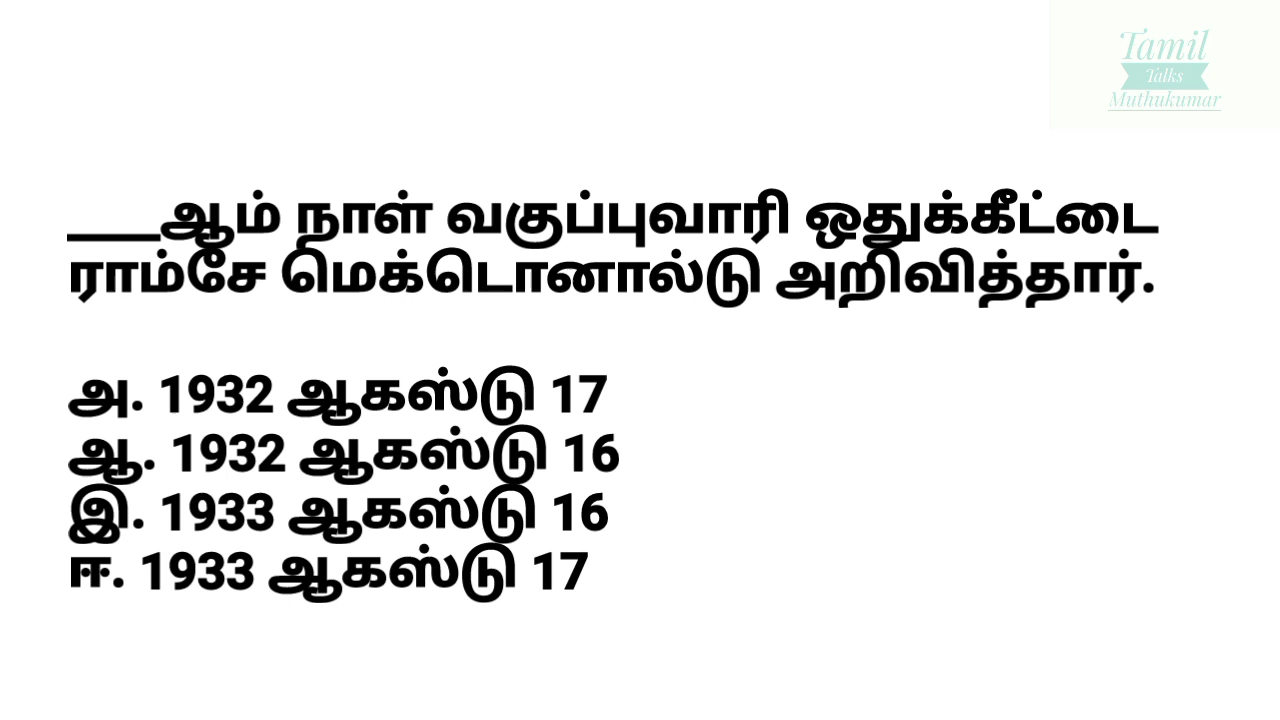 Tamil
Talks
Muthukumar
____ஆம் நாள் வகுப்புவாரி ஒதுக்கீட்டை
ராம்சே மெக்டொனால்டு அறிவித்தார்.
அ. 1932 ஆகஸ்டு 17
ஆ. 1932 ஆகஸ்டு 16
இ. 1933 ஆகஸ்டு 16
ஈ. 1933 ஆகஸ்டு 17